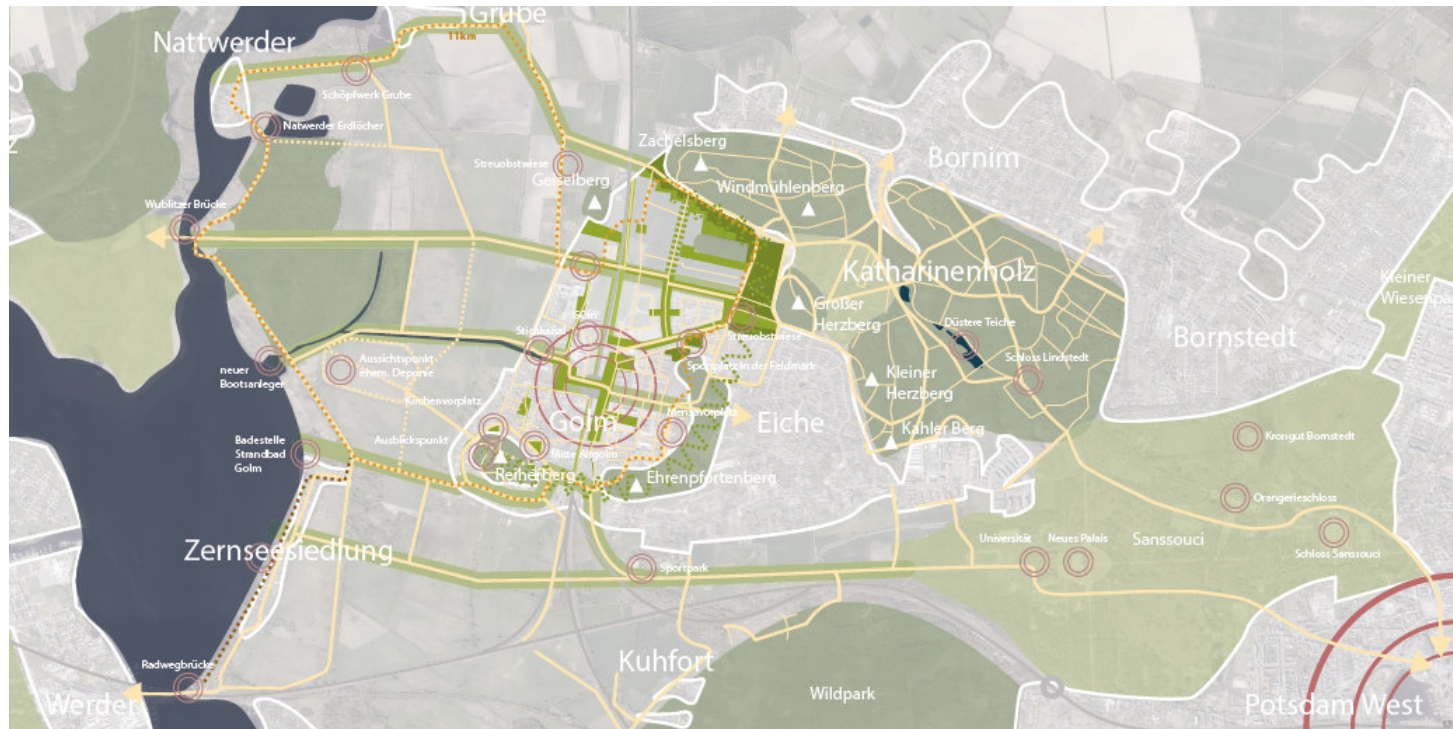 Grube
11km
Nattwerder
Schöpfwerk Grube
Natwerder Erdlöcher
Zachelsberg
Bornim
Streuobstwiese
Geiselberg
Windmühlenberg
Wublitzer Brücke
Katharinenholz
Kleiner
Großer
Herzberg
Golm
Stichkanal
Streuobstwiese
Düstere Teiche
Bornstedt
Schloss Lindstedt
Aussichtspunkt
ehem. Deponie
Sportplatz in der Feldmark
neuer
Bootsanleger
Kleiner
Herzberg
Kirchenvorplatz
Golm
Mensavorplatz
Eiche
Kahler Berg
Krongut Bornstedt
Badestelle
Strandbad
Golm
Ausblickspunkt
Mitte Altgolm
Reiherberg
Ehrenpfortenberg
Orangerieschloss
Zernseesiedlung
Universität
Neues Palais
Sanssouci
Schloss Sanssouci
Sportpark
Radwegbrücke
Kuhfort
Wildpark
Werder
Potsdam West